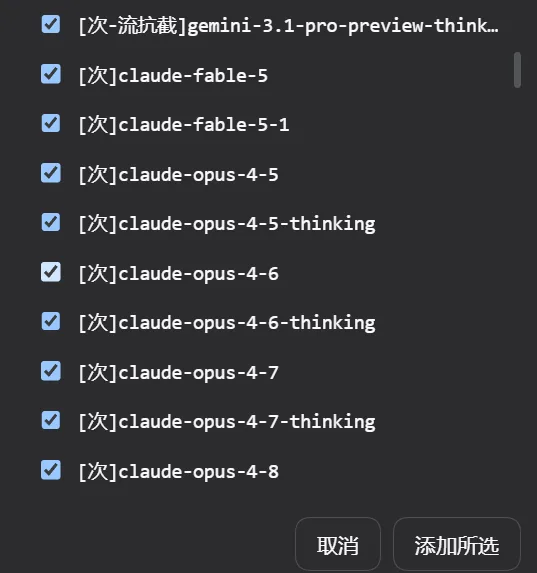 [次-流抗截]gemini-3.1-pro-preview-think…
[次]claude-fable-5
[次]claude-fable-5-1
[次]claude-opus-4-5
[次]claude-opus-4-5-thinking
[次]claude-opus-4-6
[次]claude-opus-4-6-thinking
[次]claude-opus-4-7
[次]claude-opus-4-7-thinking
[次]claude-opus-4-8
取消
添加所选